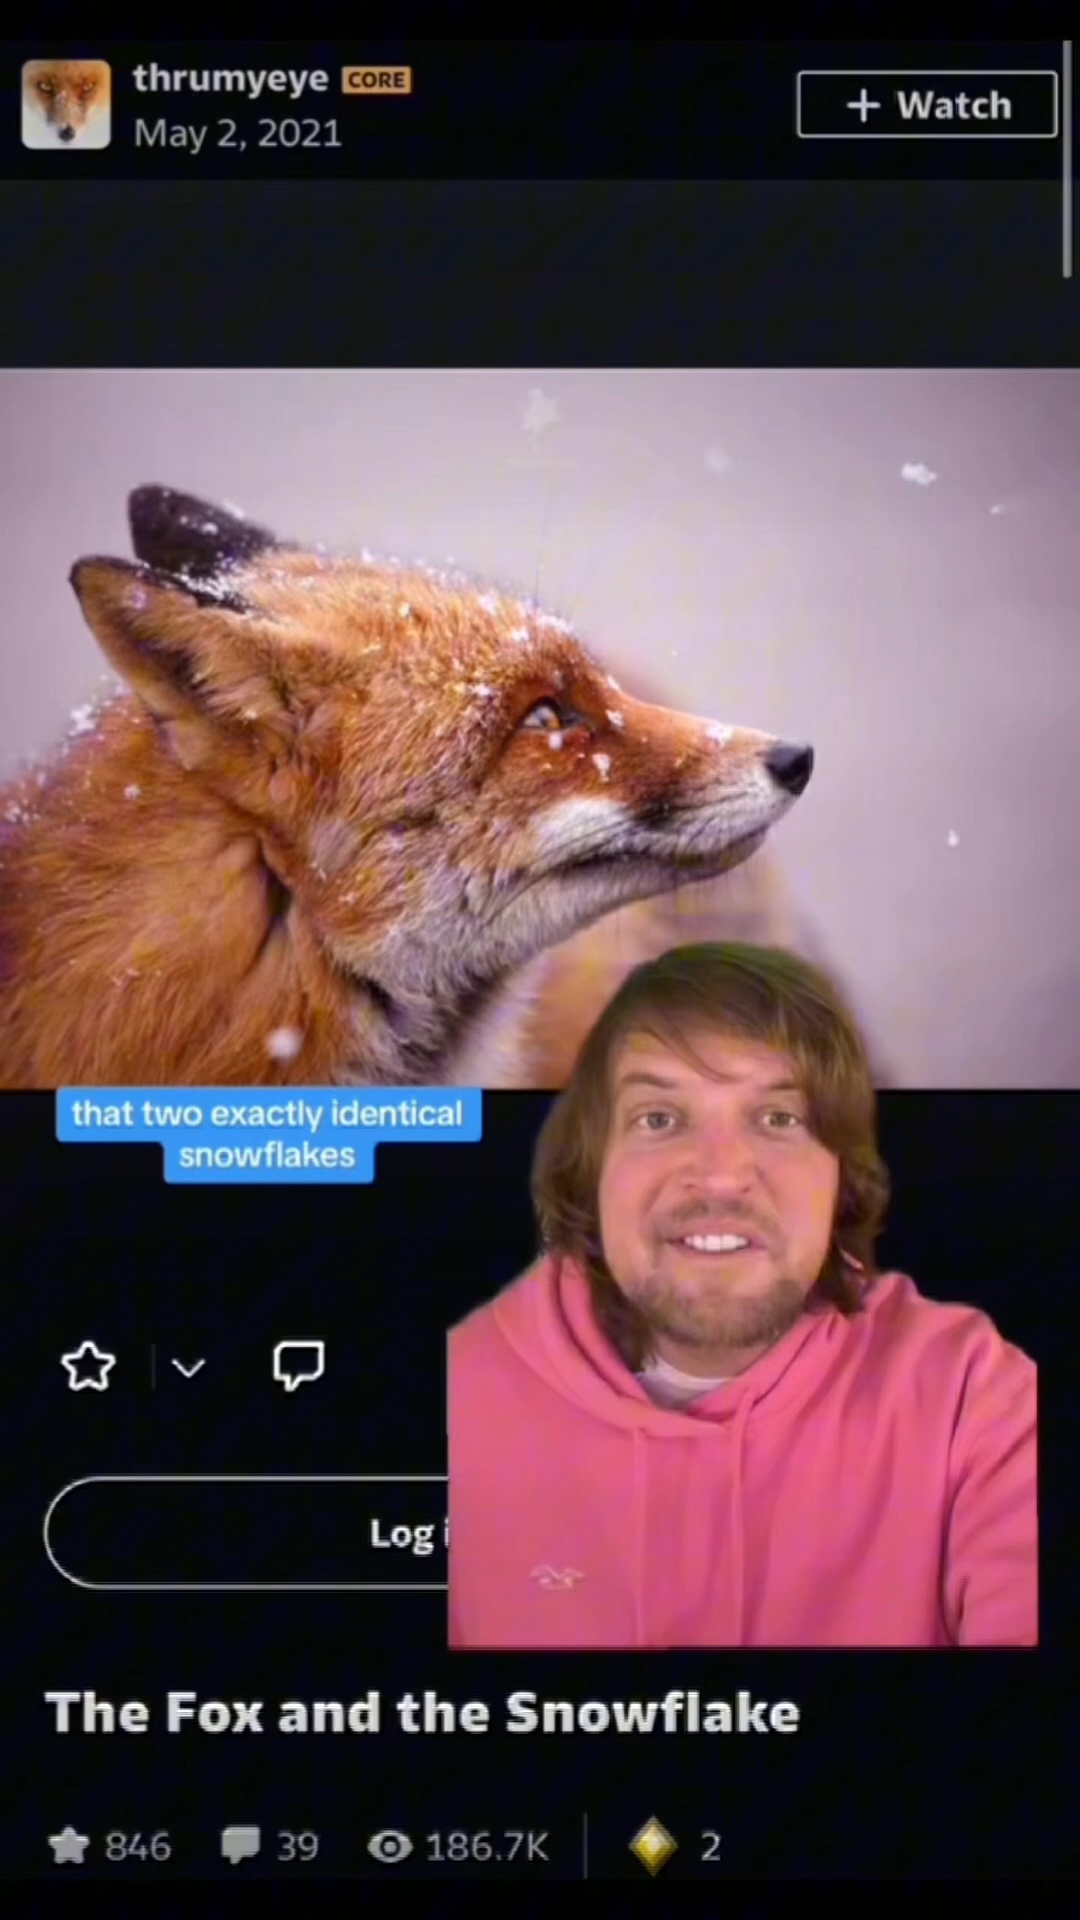 thrumyeye CORE
May 2, 2021
+ Watch
that two exactly identical
snowflakes
Log i
The Fox and the Snowflake
846 39 186.7K 2